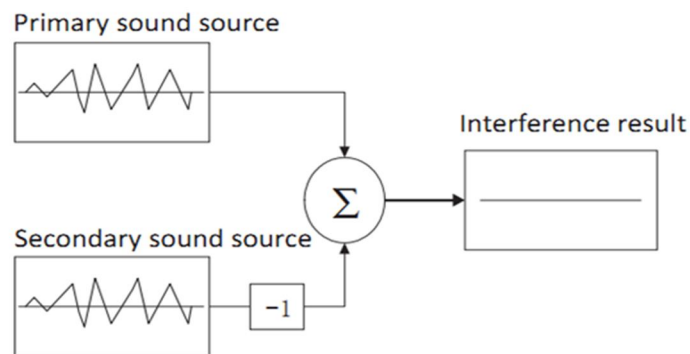 Primary sound source
Interference result
Σ
Secondary sound source
−1